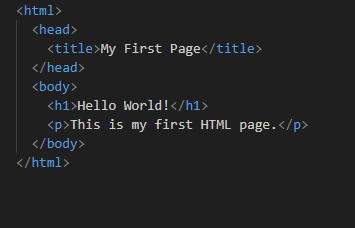 <html>
<head>
<title>My First Page</title>
</head>
<body>
<h1>Hello World!</h1>
<p>This is my first HTML page.</p>
</body>
</html>